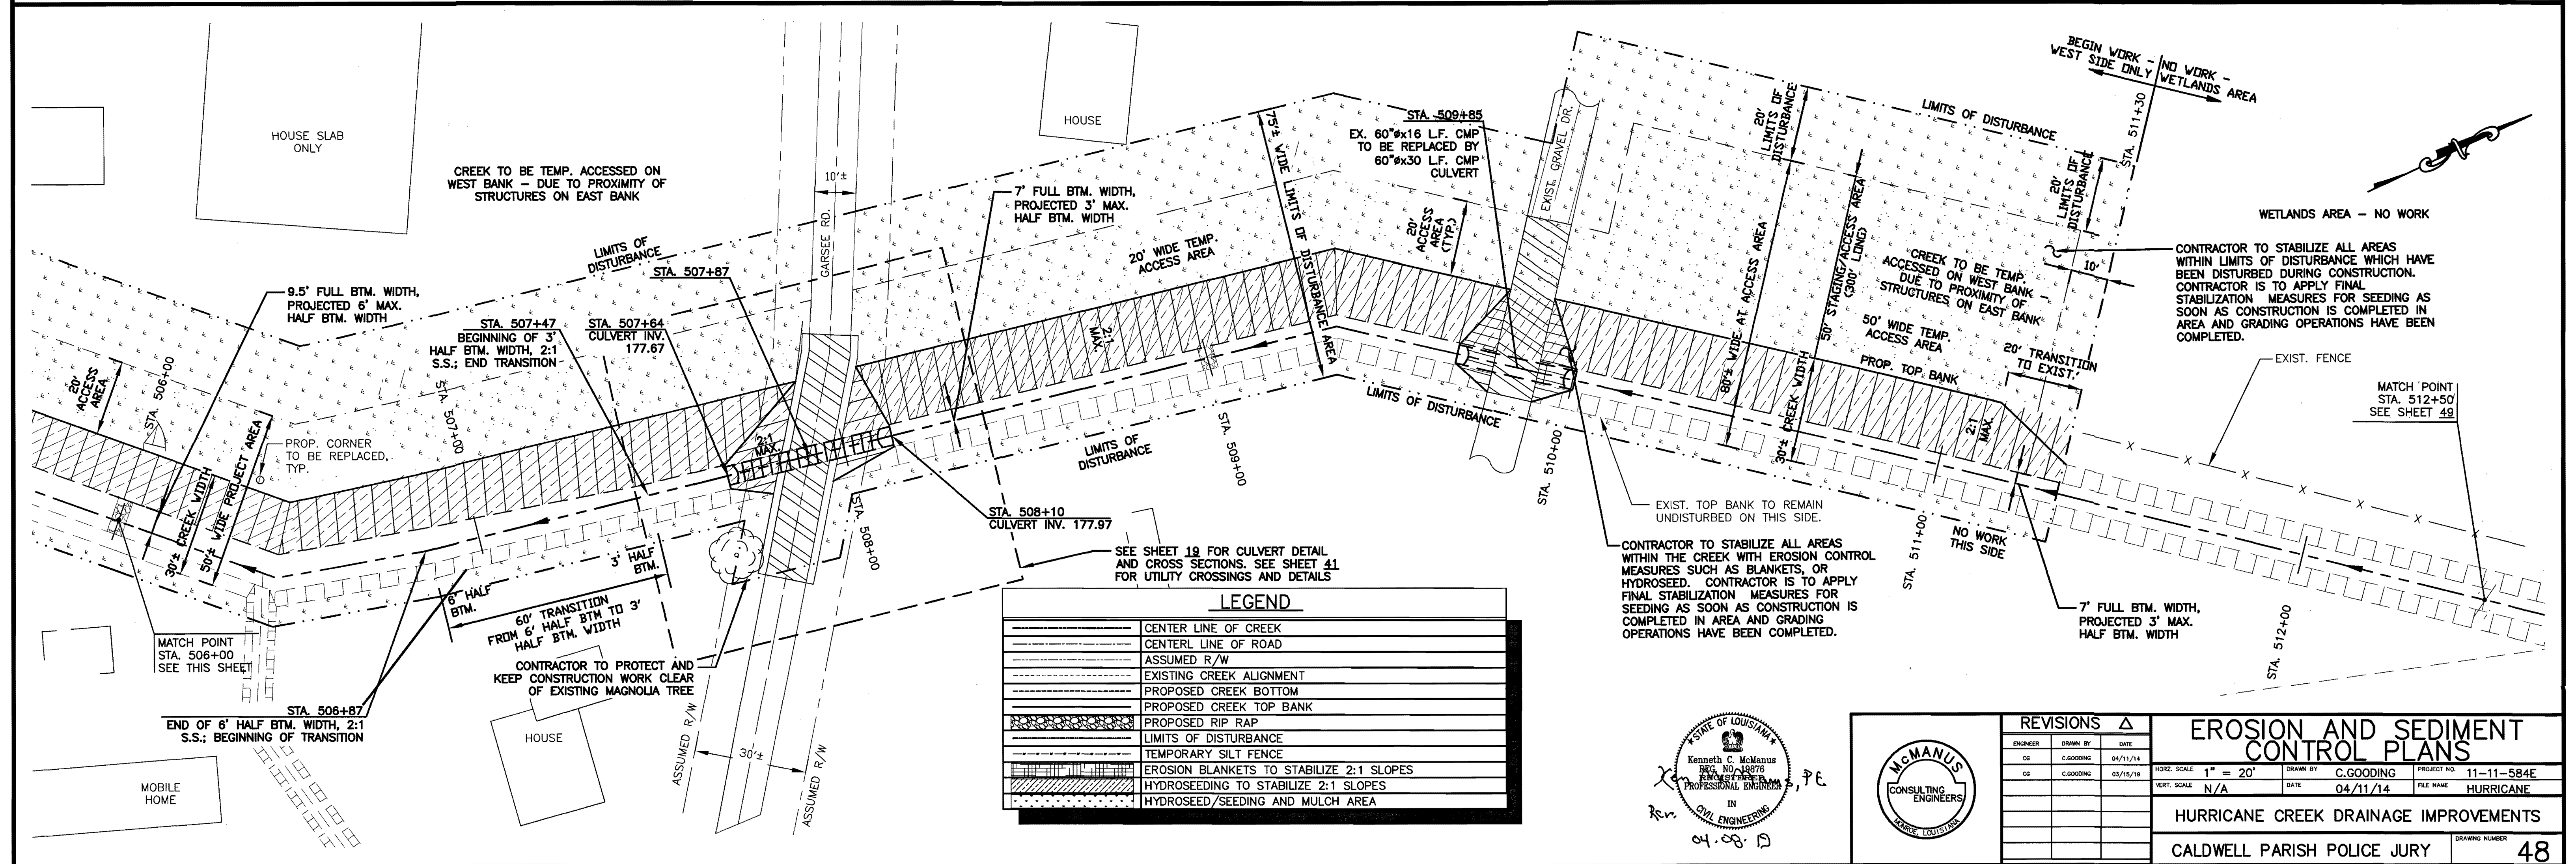 HOUSE SLAB
ONLY
CREEK TO BE TEMP. ACCESSED ON
WEST BANK – DUE TO PROXIMITY OF
STRUCTURES ON EAST BANK
LIMITS OF
DISTURBANCE
STA. 507+87
10'±
GARSEE RD.
HOUSE
7' FULL BTM. WIDTH,
PROJECTED 3' MAX.
HALF BTM. WIDTH
20' WIDE TEMP.
ACCESS AREA
75'± WIDE LIMITS OF DISTURBANCE AREA
STA. 509+85
EX. 60"øx16 L.F. CMP
TO BE REPLACED BY
60"øx30 L.F. CMP
CULVERT
20'
ACCESS
AREA
(TYP.)
EXIST. GRAVEL DR.
20'
LIMITS OF
DISTURBANCE
LIMITS OF DISTURBANCE
BEGIN WORK –
WEST SIDE ONLY
NO WORK –
WETLANDS AREA
STA. 511+30
20'
LIMITS OF
DISTURBANCE
10'
WETLANDS AREA – NO WORK
CONTRACTOR TO STABILIZE ALL AREAS
WITHIN LIMITS OF DISTURBANCE WHICH HAVE
BEEN DISTURBED DURING CONSTRUCTION.
CONTRACTOR IS TO APPLY FINAL
STABILIZATION MEASURES FOR SEEDING AS
SOON AS CONSTRUCTION IS COMPLETED IN
AREA AND GRADING OPERATIONS HAVE BEEN
COMPLETED.
80'± WIDE AT ACCESS AREA
50' STAGING/ACCESS AREA
(300' LONG)
30'± CREEK WIDTH
CREEK TO BE TEMP.
ACCESSED ON WEST BANK –
DUE TO PROXIMITY OF
STRUCTURES ON EAST BANK
50' WIDE TEMP.
ACCESS AREA
PROP. TOP BANK
20' TRANSITION
TO EXIST.
EXIST. FENCE
MATCH POINT
STA. 512+50
SEE SHEET 49
9.5' FULL BTM. WIDTH,
PROJECTED 6' MAX.
HALF BTM. WIDTH
STA. 507+47
BEGINNING OF 3'
HALF BTM. WIDTH, 2:1
S.S.; END TRANSITION
STA. 507+64
CULVERT INV.
177.67
20'
ACCESS
AREA
STA. 506+00
STA. 507+00
PROP. CORNER
TO BE REPLACED,
TYP.
30'± CREEK WIDTH
50'± WIDE PROJECT AREA
2:1
MAX.
2:1
MAX.
2:1
MAX.
LIMITS OF
DISTURBANCE
LIMITS OF DISTURBANCE
STA. 508+00
STA. 509+00
STA. 510+00
STA. 511+00
STA. 512+00
STA. 508+10
CULVERT INV. 177.97
EXIST. TOP BANK TO REMAIN
UNDISTURBED ON THIS SIDE.
NO WORK
THIS SIDE
SEE SHEET 19 FOR CULVERT DETAIL
AND CROSS SECTIONS. SEE SHEET 41
FOR UTILITY CROSSINGS AND DETAILS
CONTRACTOR TO STABILIZE ALL AREAS
WITHIN THE CREEK WITH EROSION CONTROL
MEASURES SUCH AS BLANKETS, OR
HYDROSEED. CONTRACTOR IS TO APPLY
FINAL STABILIZATION MEASURES FOR
SEEDING AS SOON AS CONSTRUCTION IS
COMPLETED IN AREA AND GRADING
OPERATIONS HAVE BEEN COMPLETED.
7' FULL BTM. WIDTH,
PROJECTED 3' MAX.
HALF BTM. WIDTH
6' HALF
BTM.
3' HALF
BTM.
60' TRANSITION
FROM 6' HALF BTM TO 3'
HALF BTM. WIDTH
MATCH POINT
STA. 506+00
SEE THIS SHEET
CONTRACTOR TO PROTECT AND
KEEP CONSTRUCTION WORK CLEAR
OF EXISTING MAGNOLIA TREE
STA. 506+87
END OF 6' HALF BTM. WIDTH, 2:1
S.S.; BEGINNING OF TRANSITION
HOUSE
MOBILE
HOME
ASSUMED R/W
30'±
ASSUMED R/W
LEGEND
CENTER LINE OF CREEK
CENTERL LINE OF ROAD
ASSUMED R/W
EXISTING CREEK ALIGNMENT
PROPOSED CREEK BOTTOM
PROPOSED CREEK TOP BANK
PROPOSED RIP RAP
LIMITS OF DISTURBANCE
TEMPORARY SILT FENCE
EROSION BLANKETS TO STABILIZE 2:1 SLOPES
HYDROSEEDING TO STABILIZE 2:1 SLOPES
HYDROSEED/SEEDING AND MULCH AREA
STATE OF LOUISIANA
Kenneth C. McManus
REG. NO. 19876
REGISTERED
PROFESSIONAL ENGINEER
IN
CIVIL ENGINEERING
, PE
Rev.
04.08.19
McMANUS
CONSULTING
ENGINEERS
MONROE, LOUISIANA
REVISIONS △
ENGINEER DRAWN BY DATE
CG C.GOODING 04/11/14
CG C.GOODING 03/15/19
EROSION AND SEDIMENT
CONTROL PLANS
HORZ. SCALE 1" = 20' DRAWN BY C.GOODING PROJECT NO. 11-11-584E
VERT. SCALE N/A DATE 04/11/14 FILE NAME HURRICANE
HURRICANE CREEK DRAINAGE IMPROVEMENTS
CALDWELL PARISH POLICE JURY
DRAWING NUMBER 48